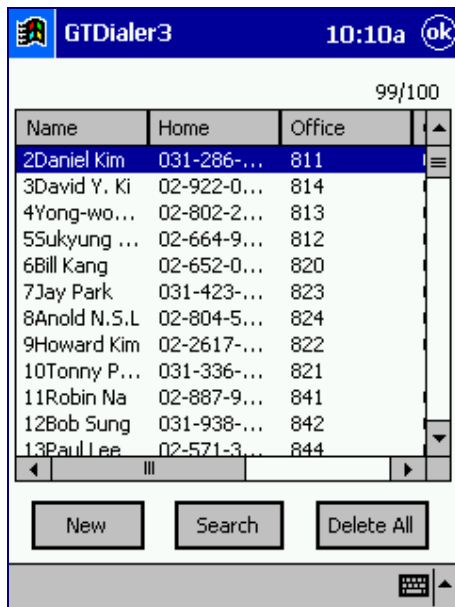 GTDialer3 10:10a ok
99/100
Name Home Office
2Daniel Kim 031-286-... 811
3David Y. Ki 02-922-0... 814
4Yong-wo... 02-802-2... 813
5Sukyung ... 02-664-9... 812
6Bill Kang 02-652-0... 820
7Jay Park 031-423-... 823
8Anold N.S.L 02-804-5... 824
9Howard Kim 02-2617-... 822
10Tonny P... 031-336-... 821
11Robin Na 02-887-9... 841
12Bob Sung 031-938-... 842
13Paul Lee 02-571-3... 844
New Search Delete All